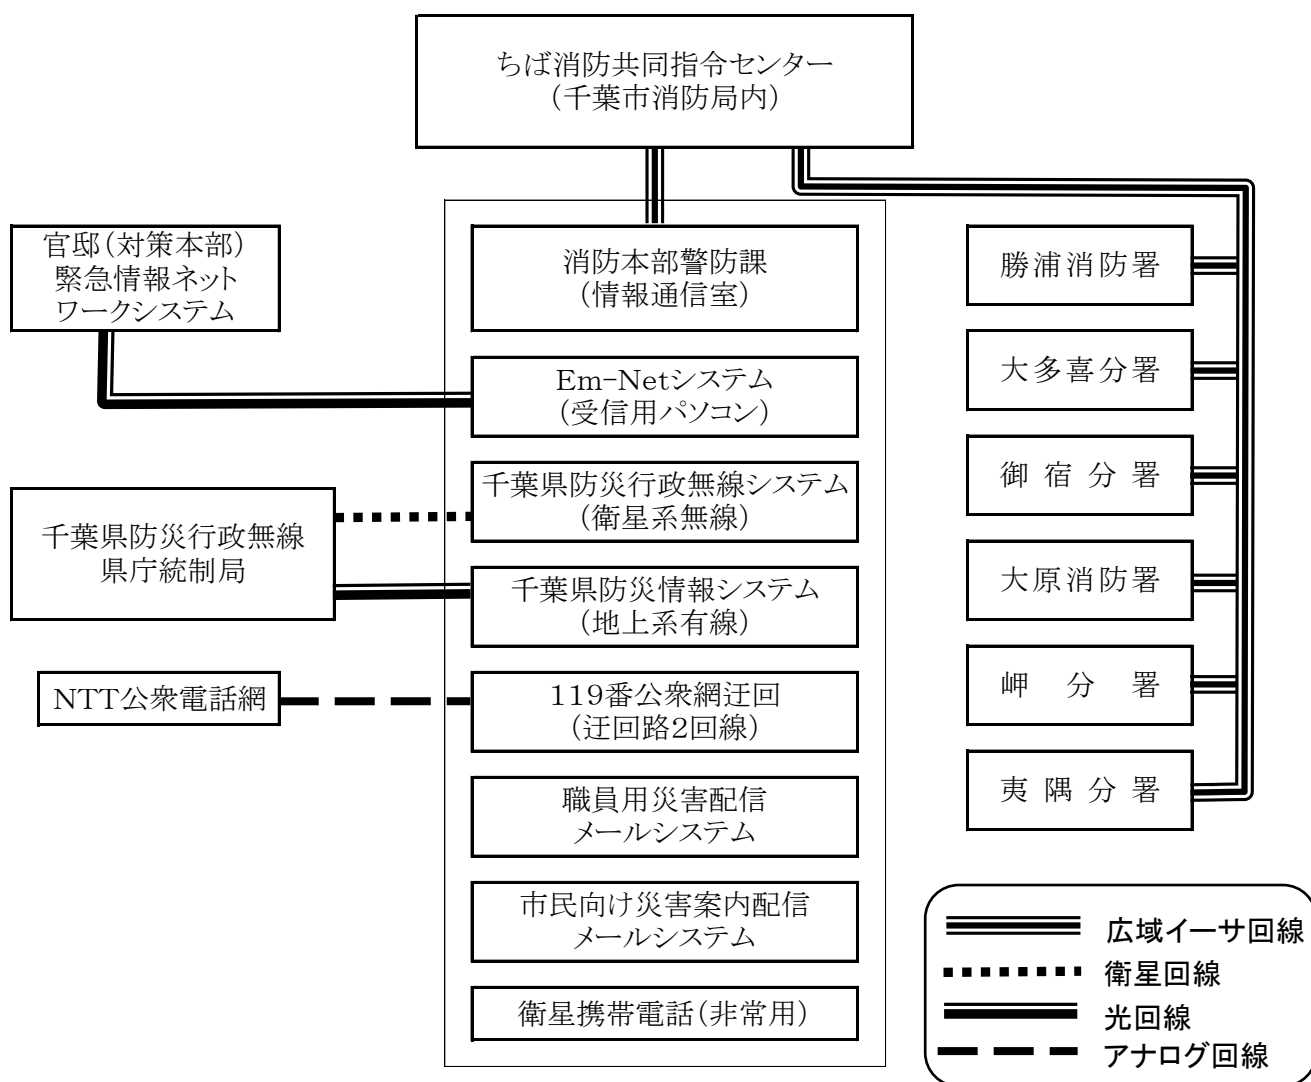 ちば消防共同指令センター
(千葉市消防局内)
官邸(対策本部)
緊急情報ネット
ワークシステム
千葉県防災行政無線
県庁統制局
NTT公衆電話網
消防本部警防課
(情報通信室)
Em-Netシステム
(受信用パソコン)
千葉県防災行政無線システム
(衛星系無線)
千葉県防災情報システム
(地上系有線)
119番公衆網迂回
(迂回路2回線)
職員用災害配信
メールシステム
市民向け災害案内配信
メールシステム
衛星携帯電話(非常用)
勝浦消防署
大多喜分署
御宿分署
大原消防署
岬分署
夷隅分署
広域イーサ回線
衛星回線
光回線
アナログ回線